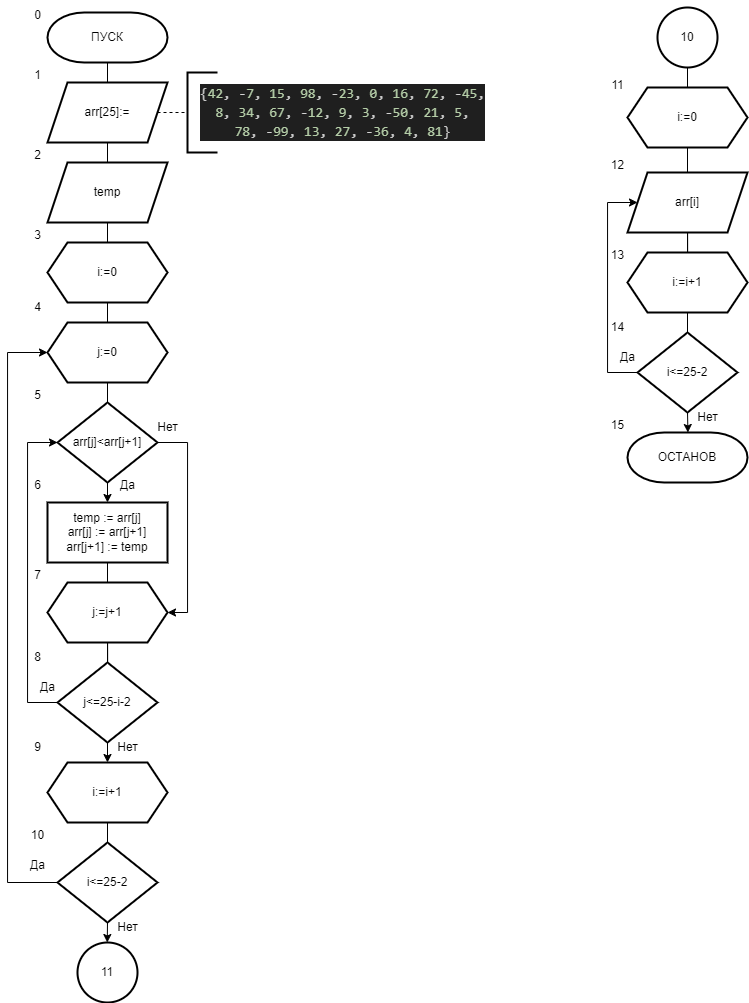 0
ПУСК
1
arr[25]:=
{42, -7, 15, 98, -23, 0, 16, 72, -45,
8, 34, 67, -12, 9, 3, -50, 21, 5,
78, -99, 13, 27, -36, 4, 81}
2
temp
3
i:=0
4
j:=0
5
arr[j]<arr[j+1]
Нет
Да
6
temp := arr[j]
arr[j] := arr[j+1]
arr[j+1] := temp
7
j:=j+1
8
Да
j<=25-i-2
Нет
9
i:=i+1
10
Да
i<=25-2
Нет
11
10
11
i:=0
12
arr[i]
13
i:=i+1
14
Да
i<=25-2
Нет
15
ОСТАНОВ